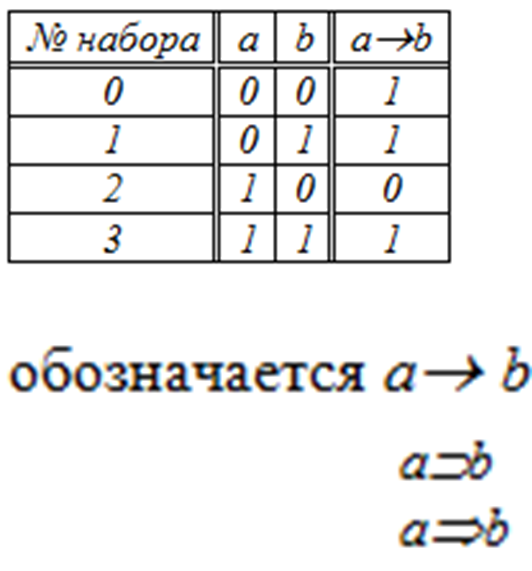 № набора a b a→b
0 0 0 1
1 0 1 1
2 1 0 0
3 1 1 1
обозначается a→ b
a⊃b
a⇒b